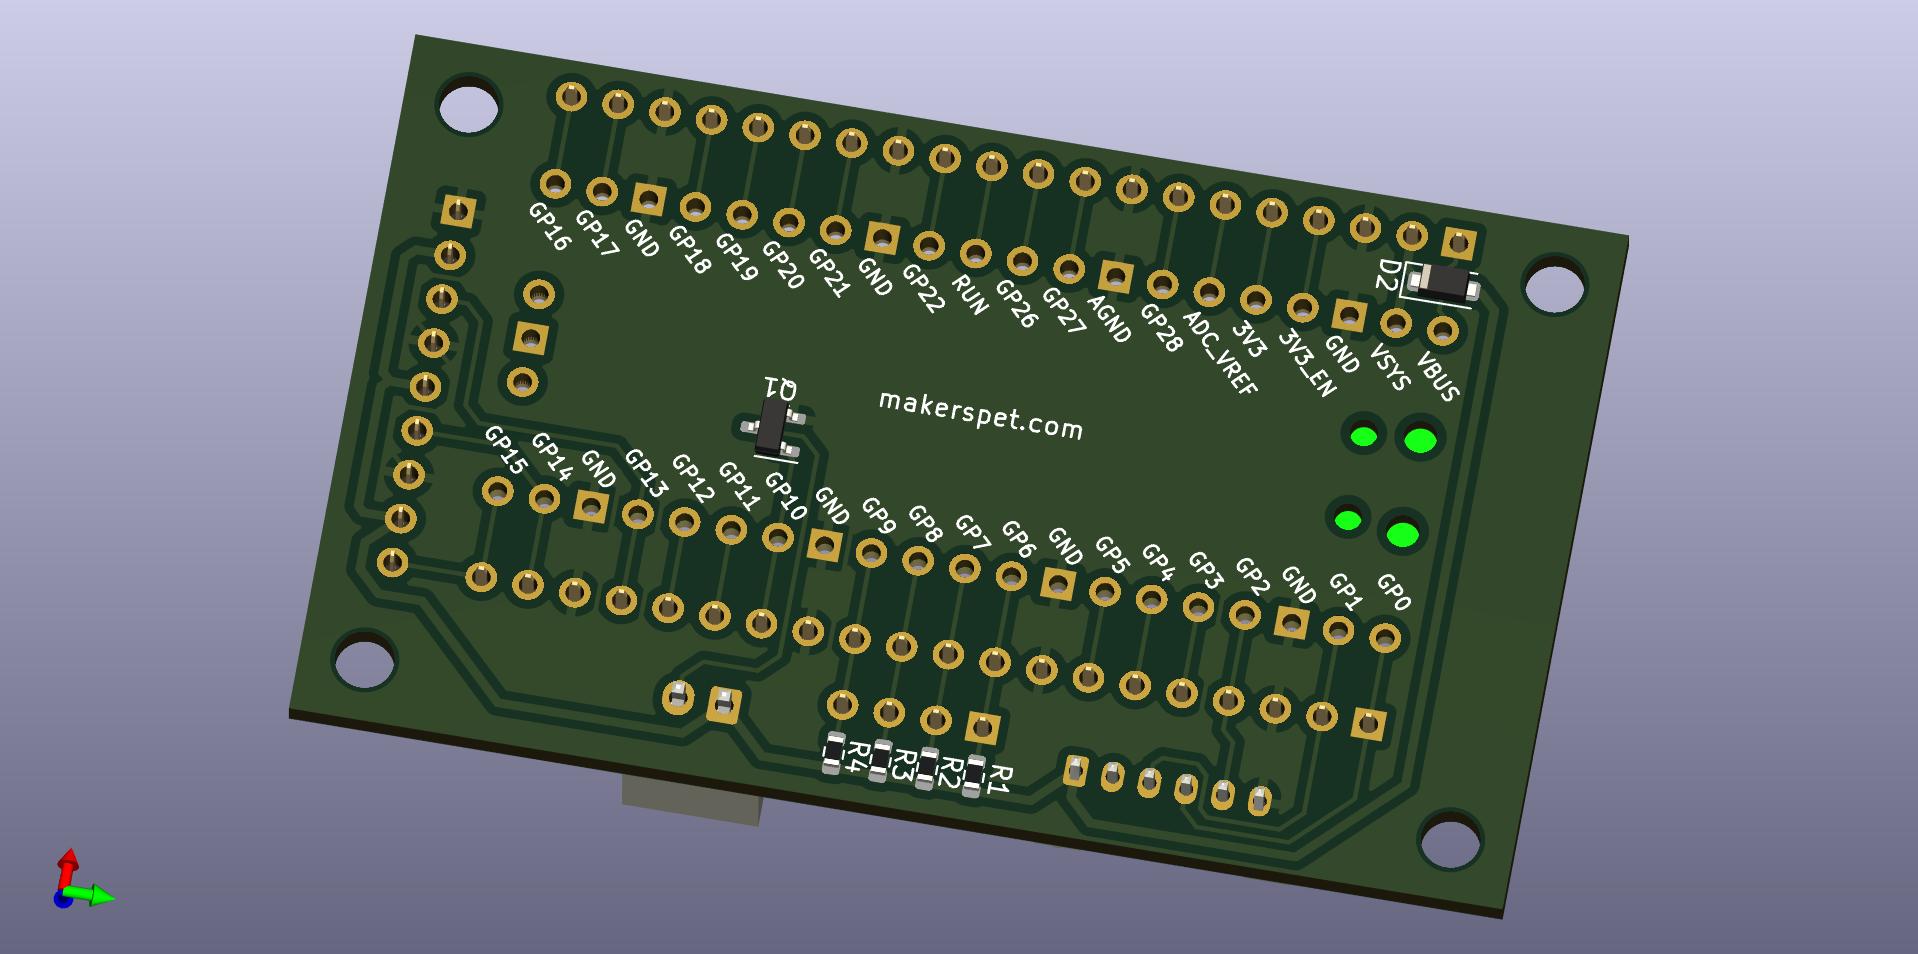 GP16
GP17
GND
GP18
GP19
GP20
GP21
GND
GP22
RUN
GP26
GP27
AGND
GP28
ADC_VREF
3V3
3V3_EN
GND
VSYS
VBUS
D2
Q1
makerspet.com
GP15
GP14
GND
GP13
GP12
GP11
GP10
GND
GP9
GP8
GP7
GP6
GND
GP5
GP4
GP3
GP2
GND
GP1
GP0
R4
R3
R2
R1